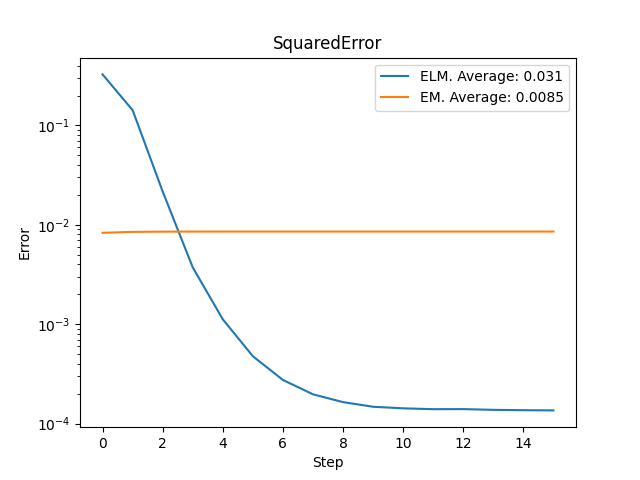 SquaredError
ELM. Average: 0.031
EM. Average: 0.0085
Error
10⁻¹
10⁻²
10⁻³
10⁻⁴
0 2 4 6 8 10 12 14
Step